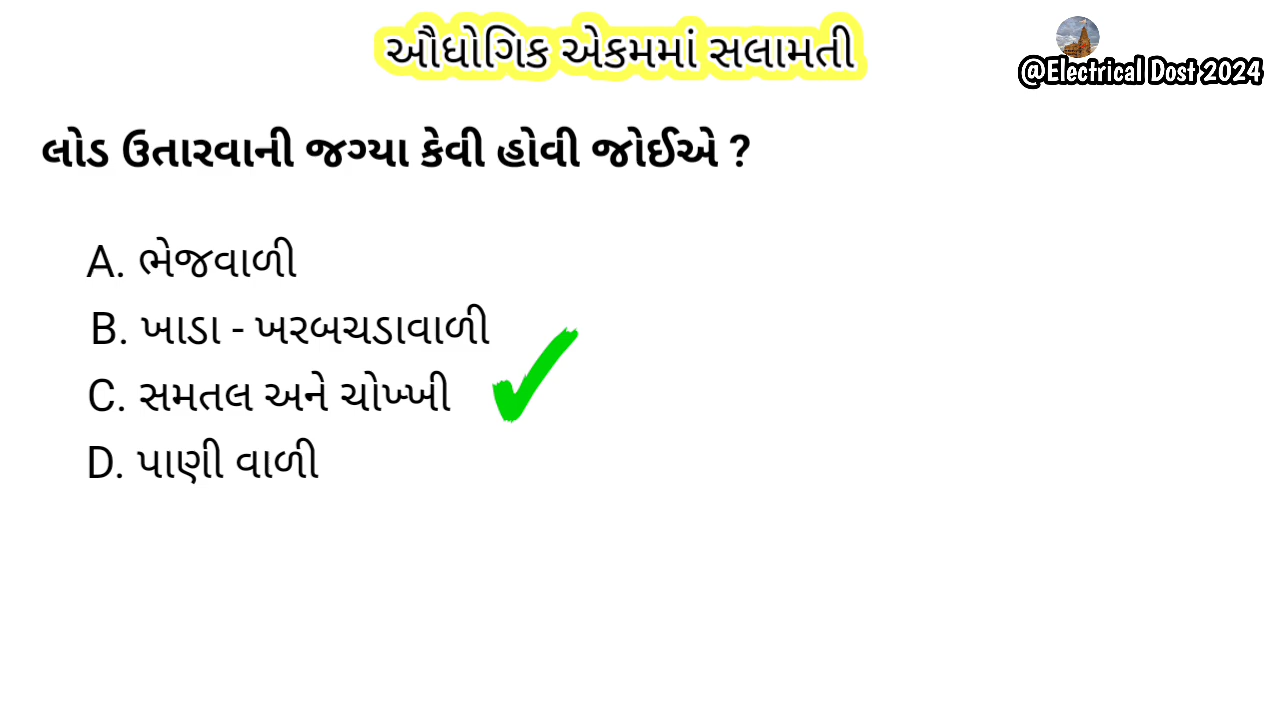 ઔધોગિક એકમમાં સલામતી
@Electrical Dost 2024
લોડ ઉતારવાની જગ્યા કેવી હોવી જોઈએ ?
A. ભેજવાળી
B. ખાડા - ખરબચડાવાળી
C. સમતલ અને ચોખ્ખી
D. પાણી વાળી